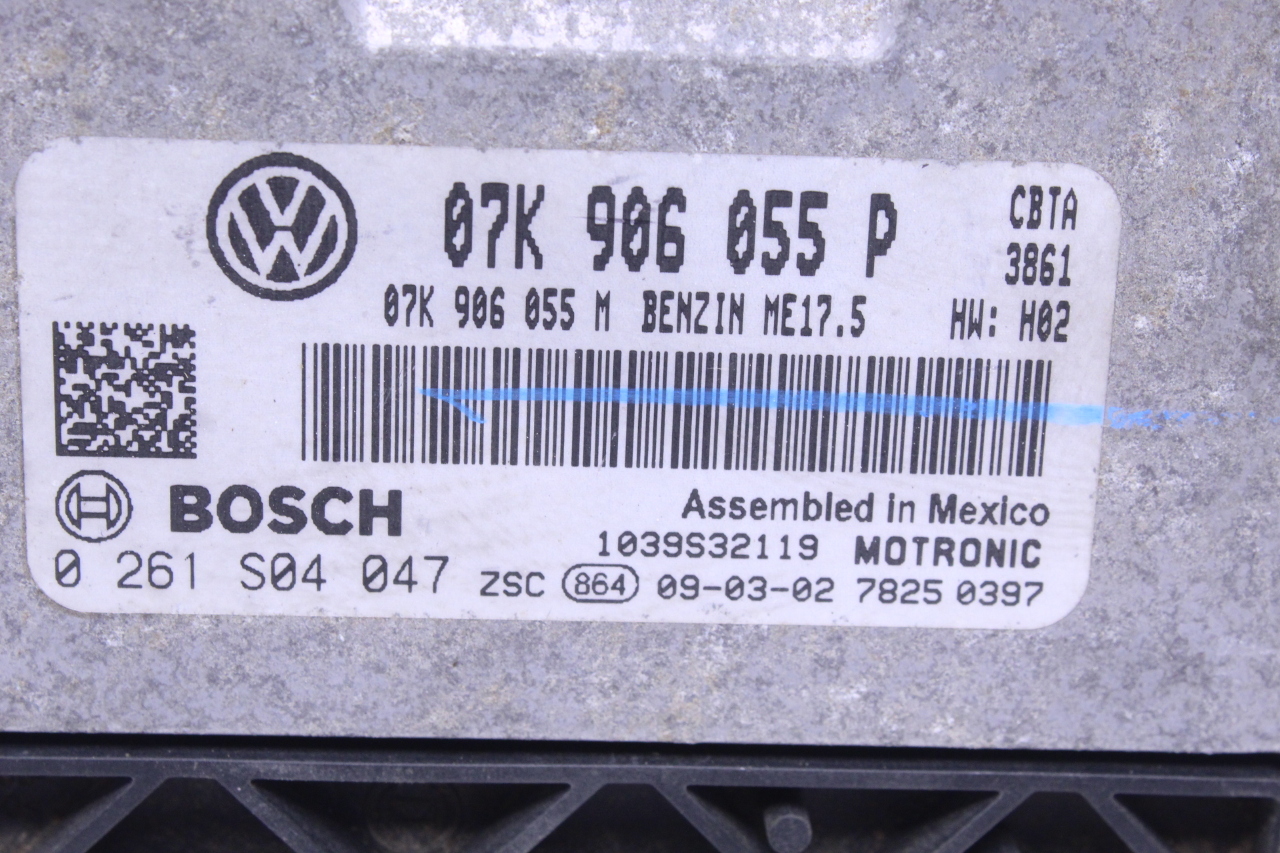 07K 906 055 P
CBTA
3861
07K 906 055 M BENZIN ME17.5
HW: H02
BOSCH
Assembled in Mexico
1039S32119 MOTRONIC
0 261 S04 047 ZSC 864 09-03-02 7825 0397